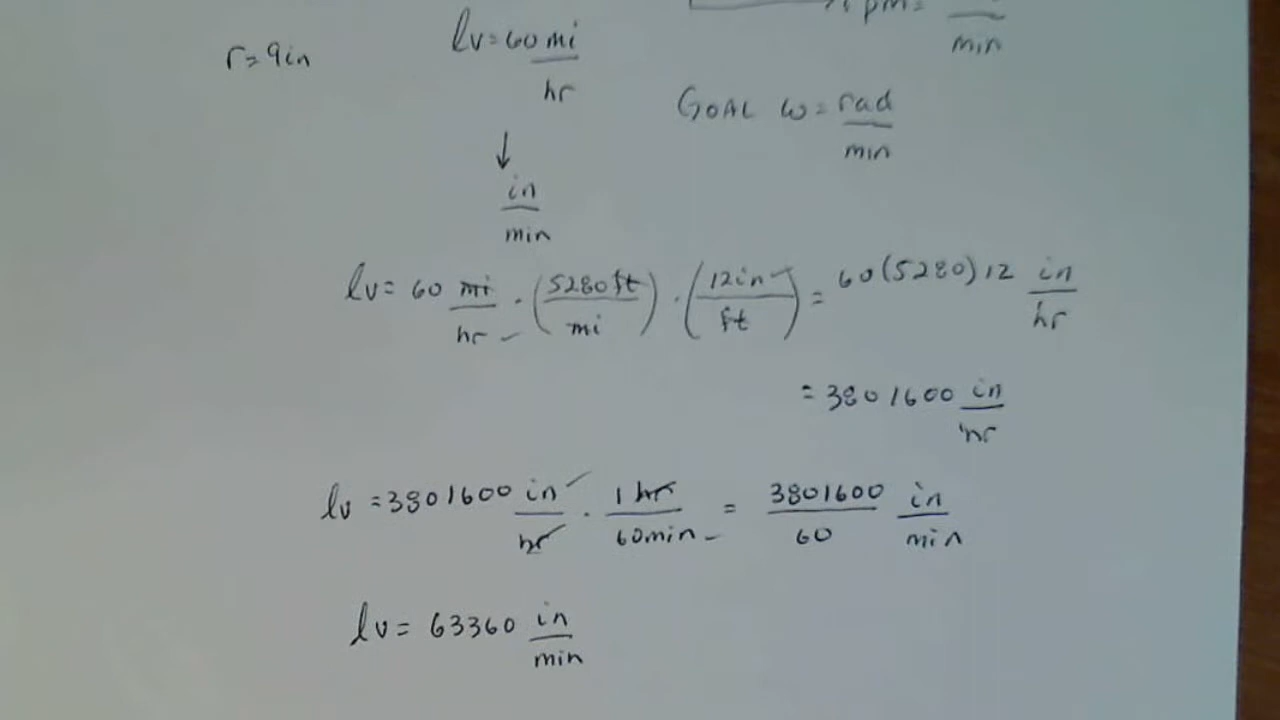 rpm= ‾‾ min
r=9in
lv=60 mi/hr
GOAL ω= rad/min
↓
in/min
lv= 60 mi/hr · (5280ft/mi) · (12in/ft) = 60(5280)12 in/hr
= 3801600 in/hr
lv =3801600 in/hr · 1hr/60min = 3801600/60 in/min
lv= 63360 in/min